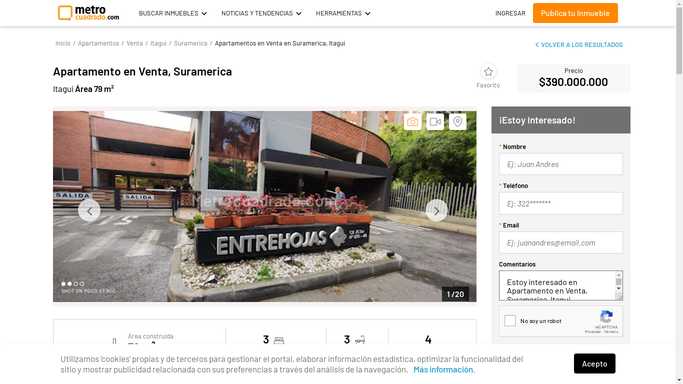 metro
cuadrado.com
BUSCAR INMUEBLES
NOTICIAS Y TENDENCIAS
HERRAMIENTAS
INGRESAR
Publica tu Inmueble
Inicio / Apartamentos / Venta / Itagui / Suramerica / Apartamentos en Venta en Suramerica, Itagui
< VOLVER A LOS RESULTADOS
Apartamento en Venta, Suramerica
Itagui Área 79 m²
Favorito
Precio
$390.000.000
¡Estoy Interesado!
* Nombre
Ej: Juan Andres
* Teléfono
Ej: 322*******
* Email
Ej: juanandres@email.com
Comentarios
Estoy interesado en
Apartamento en Venta,
Suramerica, Itagui
No soy un robot
reCAPTCHA
Privacidad - Términos
SALIDA
SALIDA
SALIDA
Metrocuadrado.com
ENTREHOJAS
SHOT ON POCO X3 NFC
1 / 20
Área construida
3
3
4
Utilizamos 'cookies' propias y de terceros para gestionar el portal, elaborar información estadística, optimizar la funcionalidad del
sitio y mostrar publicidad relacionada con sus preferencias a través del análisis de la navegación. Más información.
Acepto